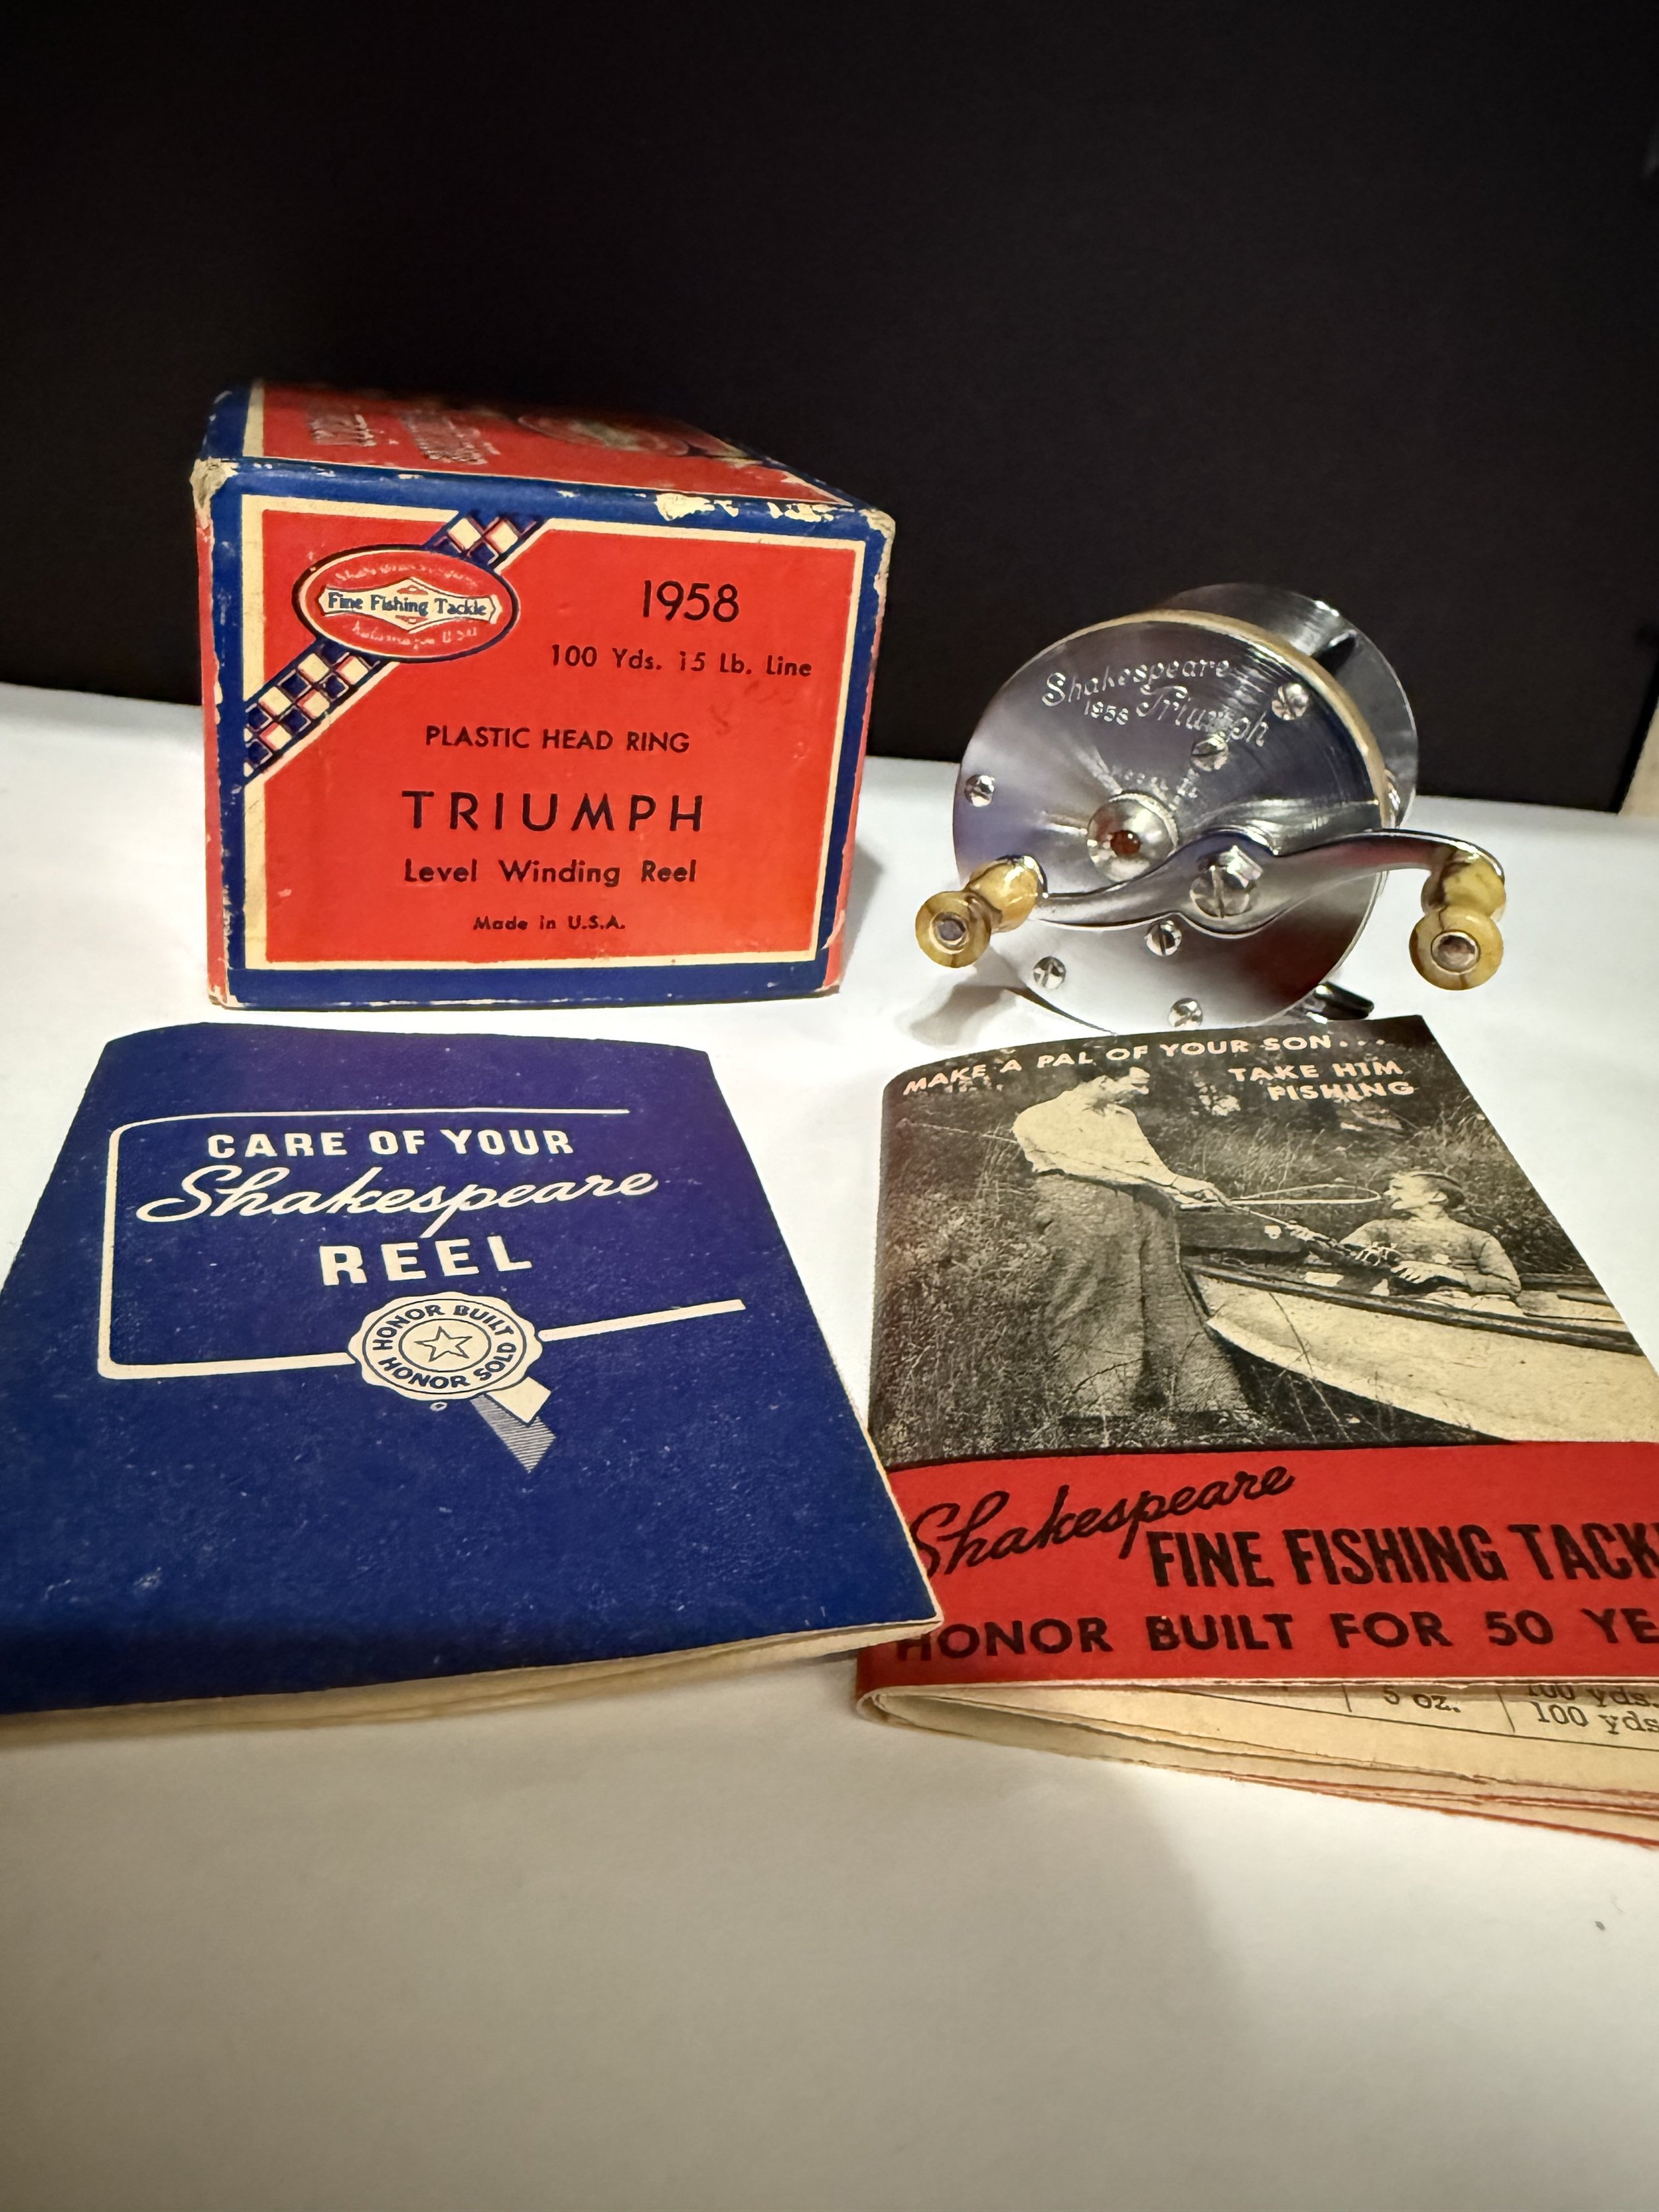 Fine Fishing Tackle
1958
100 Yds. 15 Lb. Line
PLASTIC HEAD RING
TRIUMPH
Level Winding Reel
Made in U.S.A.
Shakespeare
1958 Triumph
CARE OF YOUR
Shakespeare
REEL
HONOR BUILT
HONOR SOLD
MAKE A PAL OF YOUR SON...
TAKE HIM
FISHING
Shakespeare
FINE FISHING TACK
HONOR BUILT FOR 50 YE
5 oz.
100 yds.
100 yds